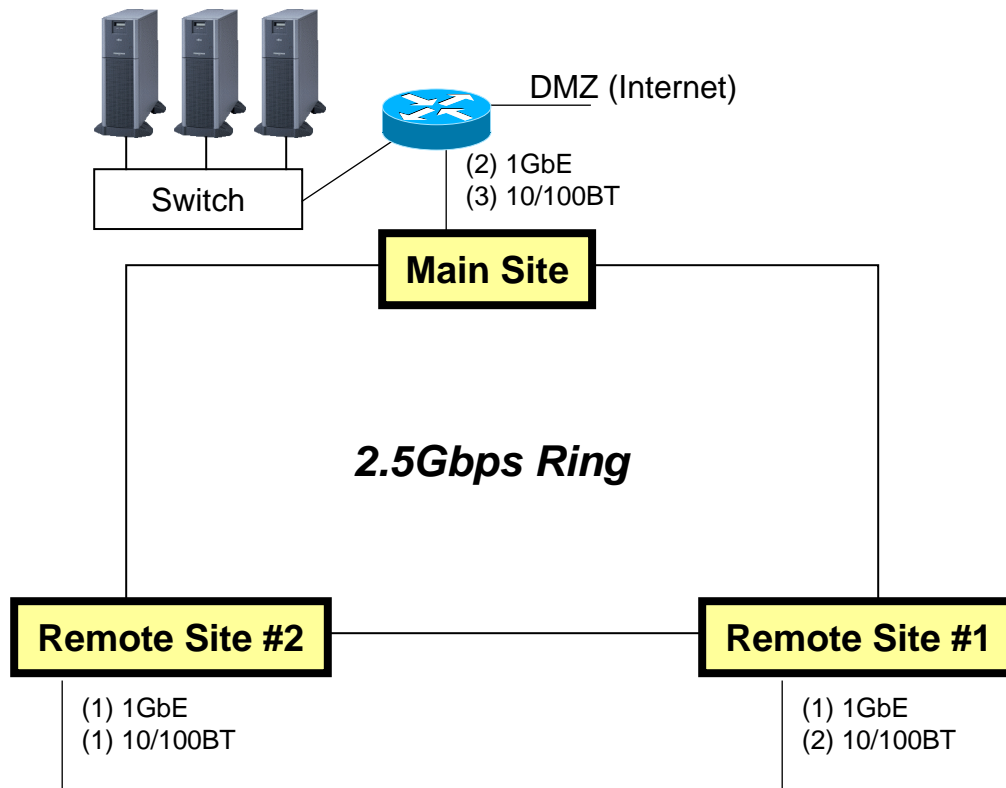 DMZ (Internet)
(2) 1GbE
(3) 10/100BT
Switch
Main Site
2.5Gbps Ring
Remote Site #2
Remote Site #1
(1) 1GbE
(1) 10/100BT
(1) 1GbE
(2) 10/100BT